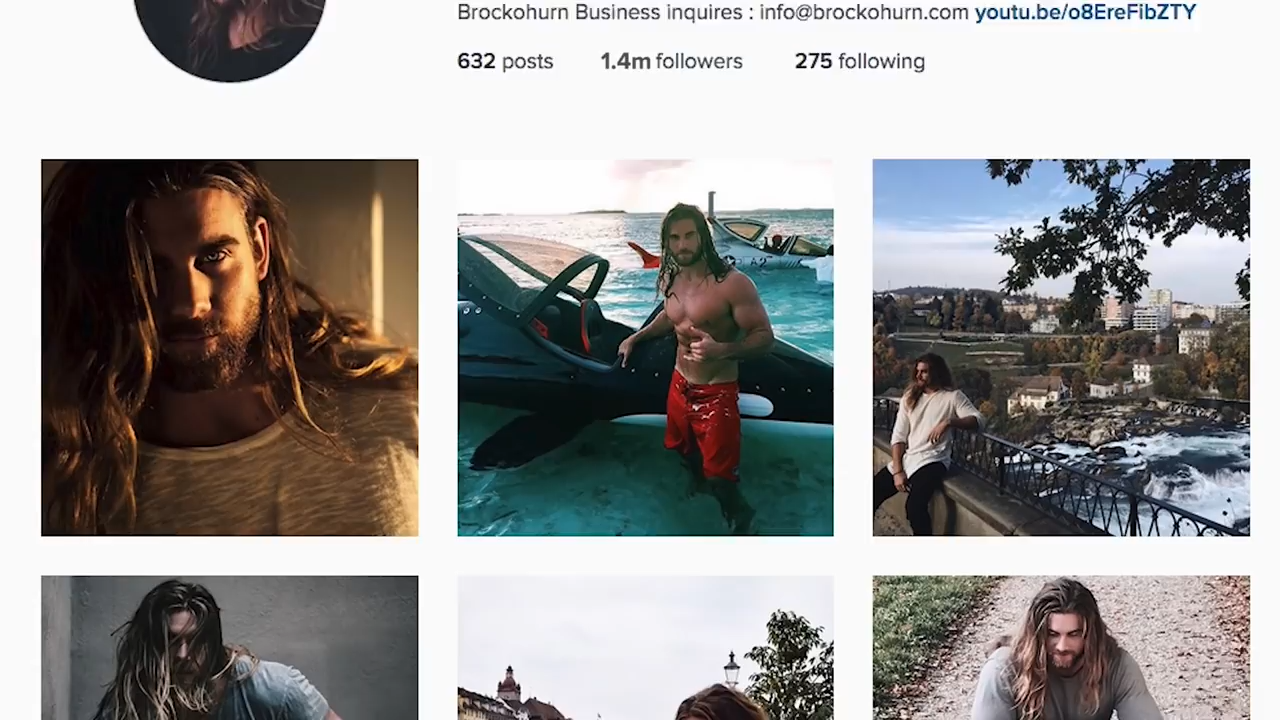 Brockohurn Business inquires : info@brockohurn.com youtu.be/o8EreFibZTY
632 posts 1.4m followers 275 following